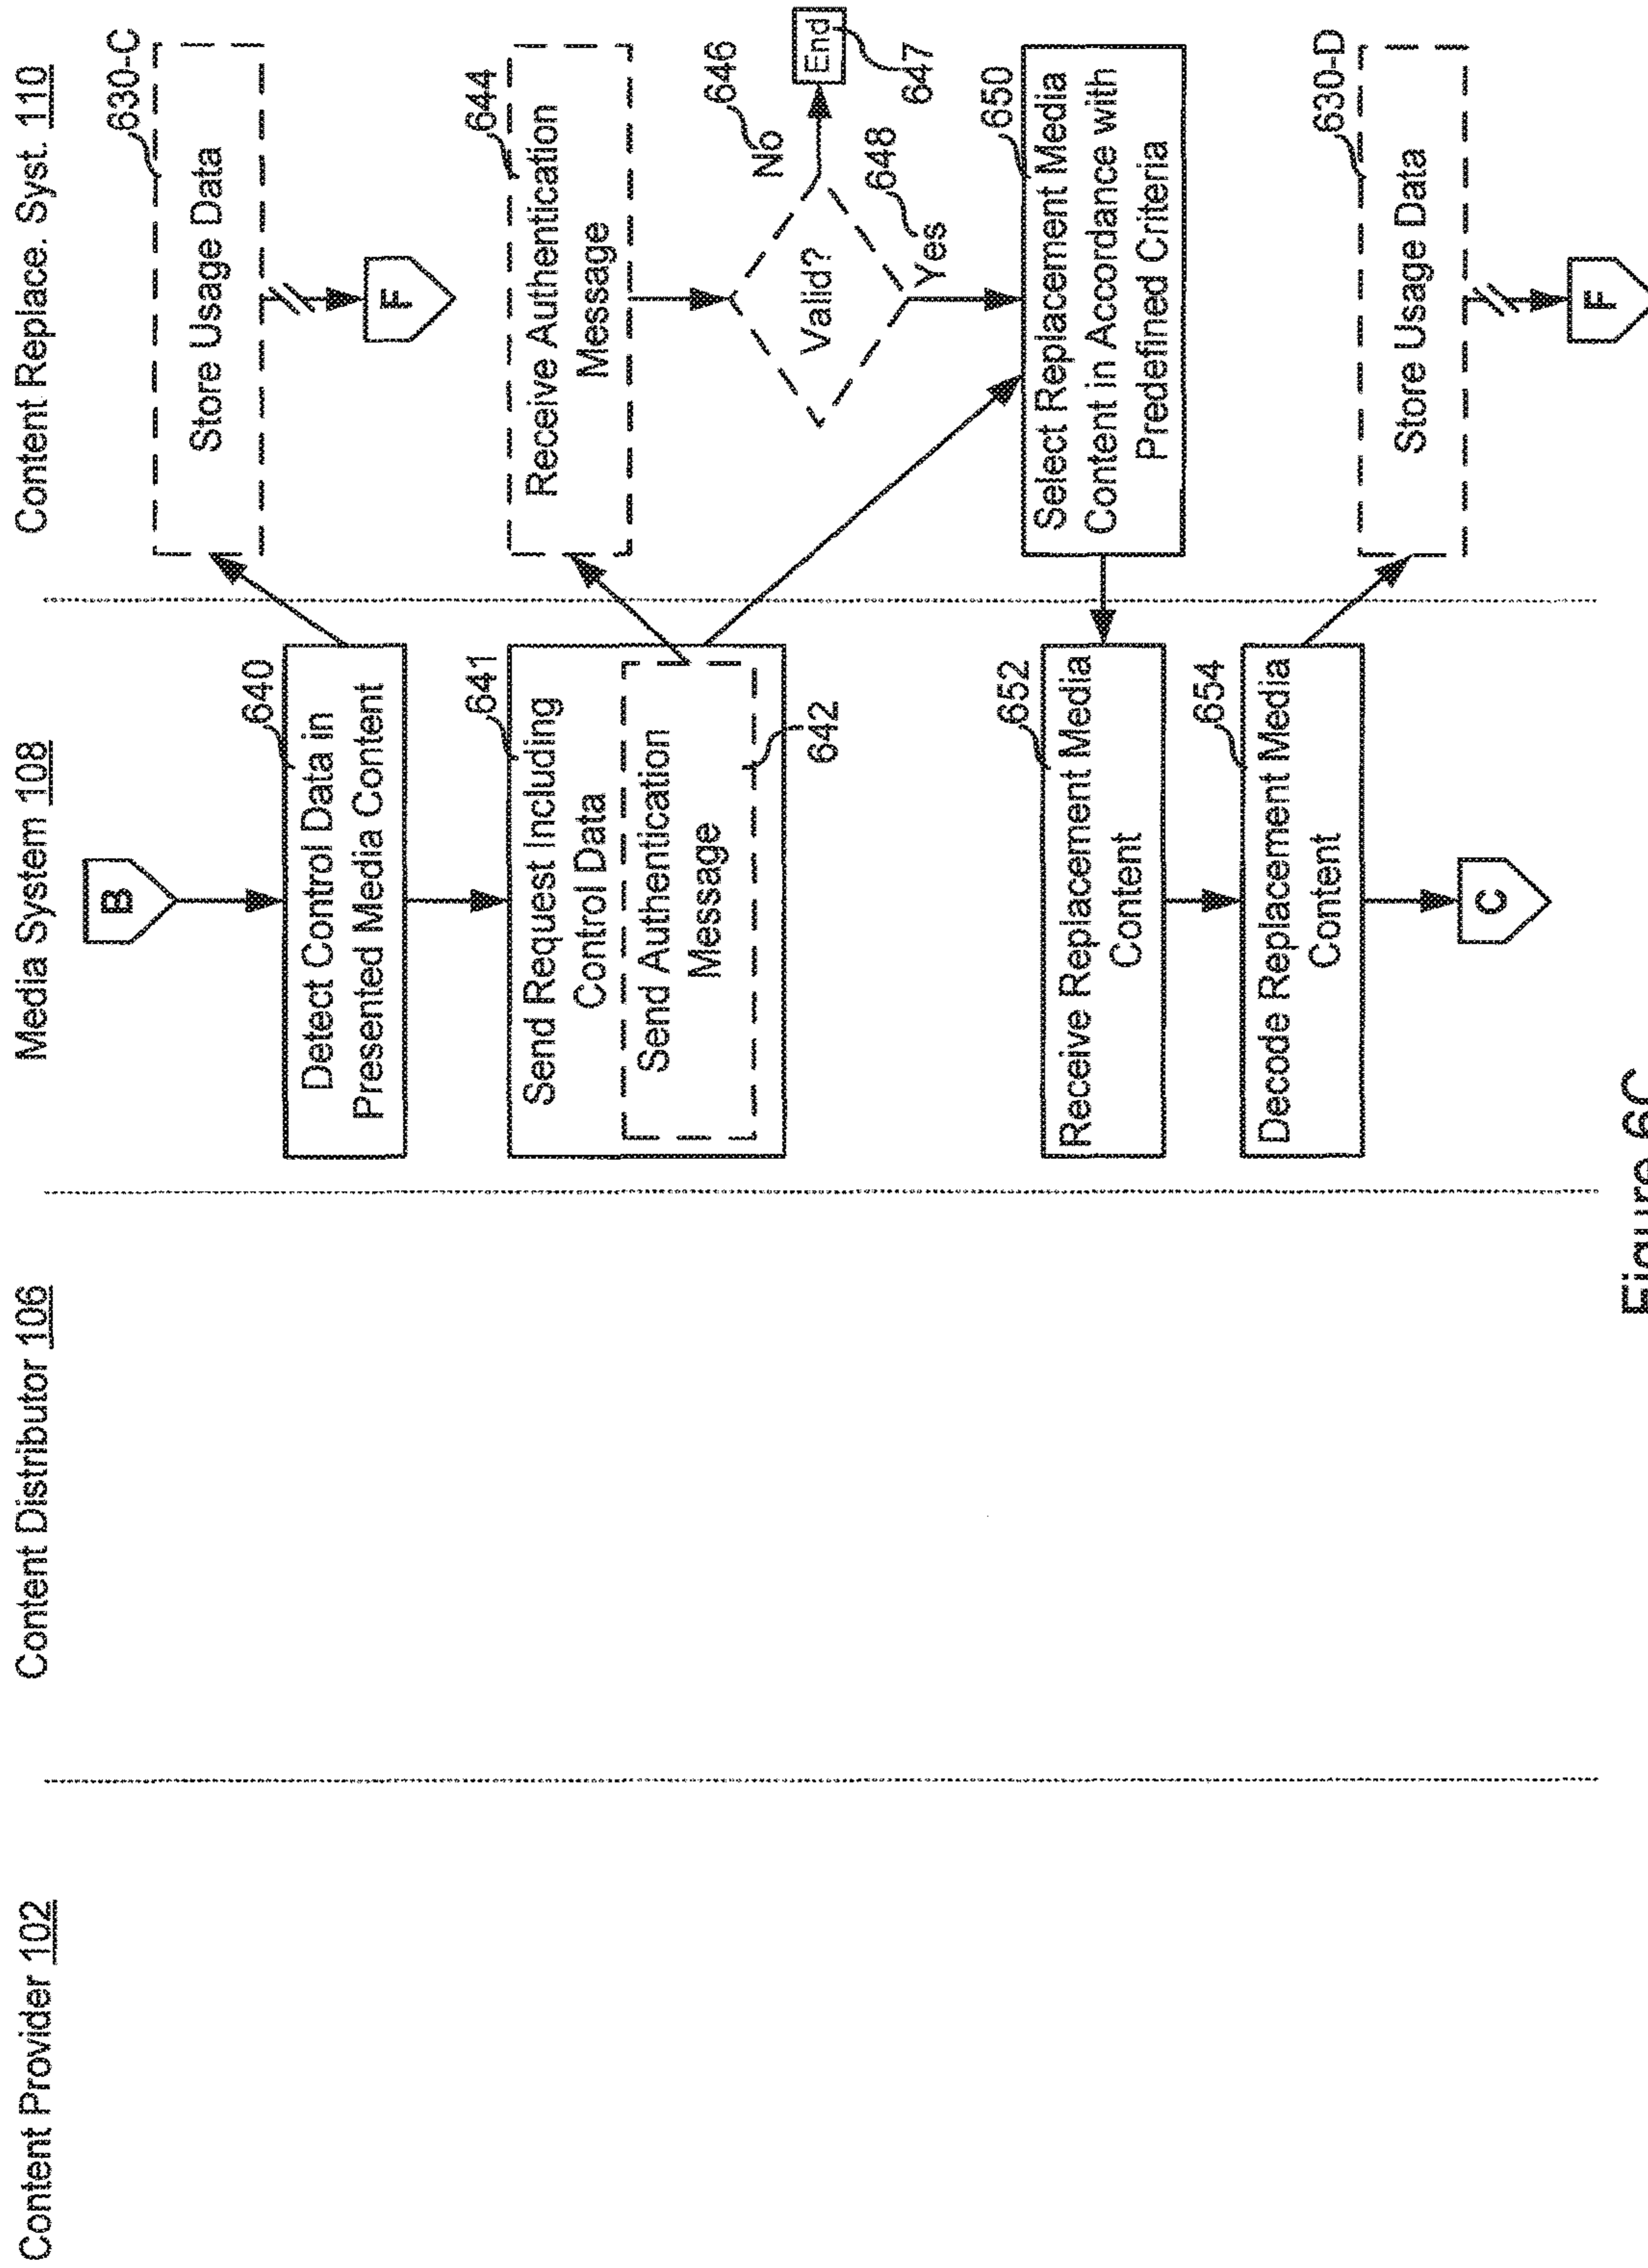 Content Provider 102
Content Distributor 106
Media System 108
Content Replace. Syst. 110
B
640
Detect Control Data in
Presented Media Content
630-C
Store Usage Data
F
641
Send Request Including
Control Data
Send Authentication
Message
642
644
Receive Authentication
Message
Valid?
No
646
End
647
648
Yes
650
Select Replacement Media
Content in Accordance with
Predefined Criteria
652
Receive Replacement Media
Content
654
Decode Replacement Media
Content
C
630-D
Store Usage Data
F
Figure 6C